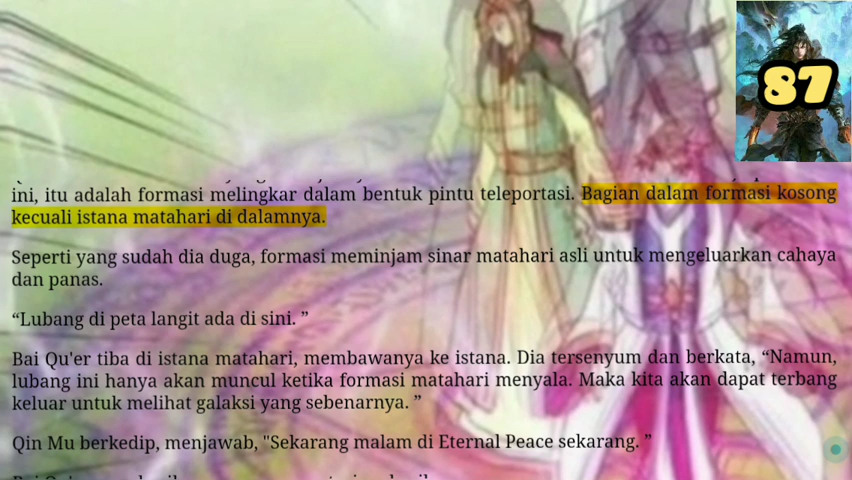 87
ini, itu adalah formasi melingkar dalam bentuk pintu teleportasi. Bagian dalam formasi kosong
kecuali istana matahari di dalamnya.
Seperti yang sudah dia duga, formasi meminjam sinar matahari asli untuk mengeluarkan cahaya
dan panas.
“Lubang di peta langit ada di sini. ”
Bai Qu'er tiba di istana matahari, membawanya ke istana. Dia tersenyum dan berkata, “Namun,
lubang ini hanya akan muncul ketika formasi matahari menyala. Maka kita akan dapat terbang
keluar untuk melihat galaksi yang sebenarnya. ”
Qin Mu berkedip, menjawab, "Sekarang malam di Eternal Peace sekarang. ”